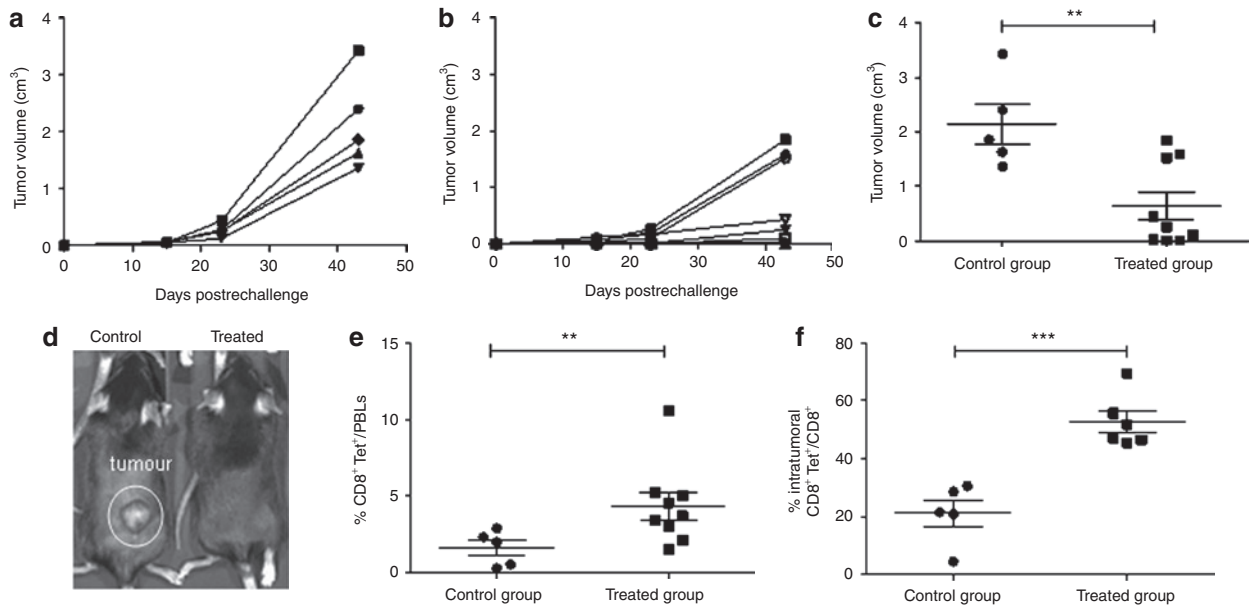 a
Tumor volume (cm³)
4
3
2
1
0
0 10 20 30 40 50
Days postrechallenge
b
Tumor volume (cm³)
4
3
2
1
0
0 10 20 30 40 50
Days postrechallenge
c
Tumor volume (cm³)
4
3
2
1
0
**
Control group Treated group
d
Control Treated
tumour
e
% CD8⁺ Tet⁺/PBLs
15
10
5
0
**
Control group Treated group
f
% intratumoral
CD8⁺ Tet⁺/CD8⁺
80
60
40
20
0
***
Control group Treated group